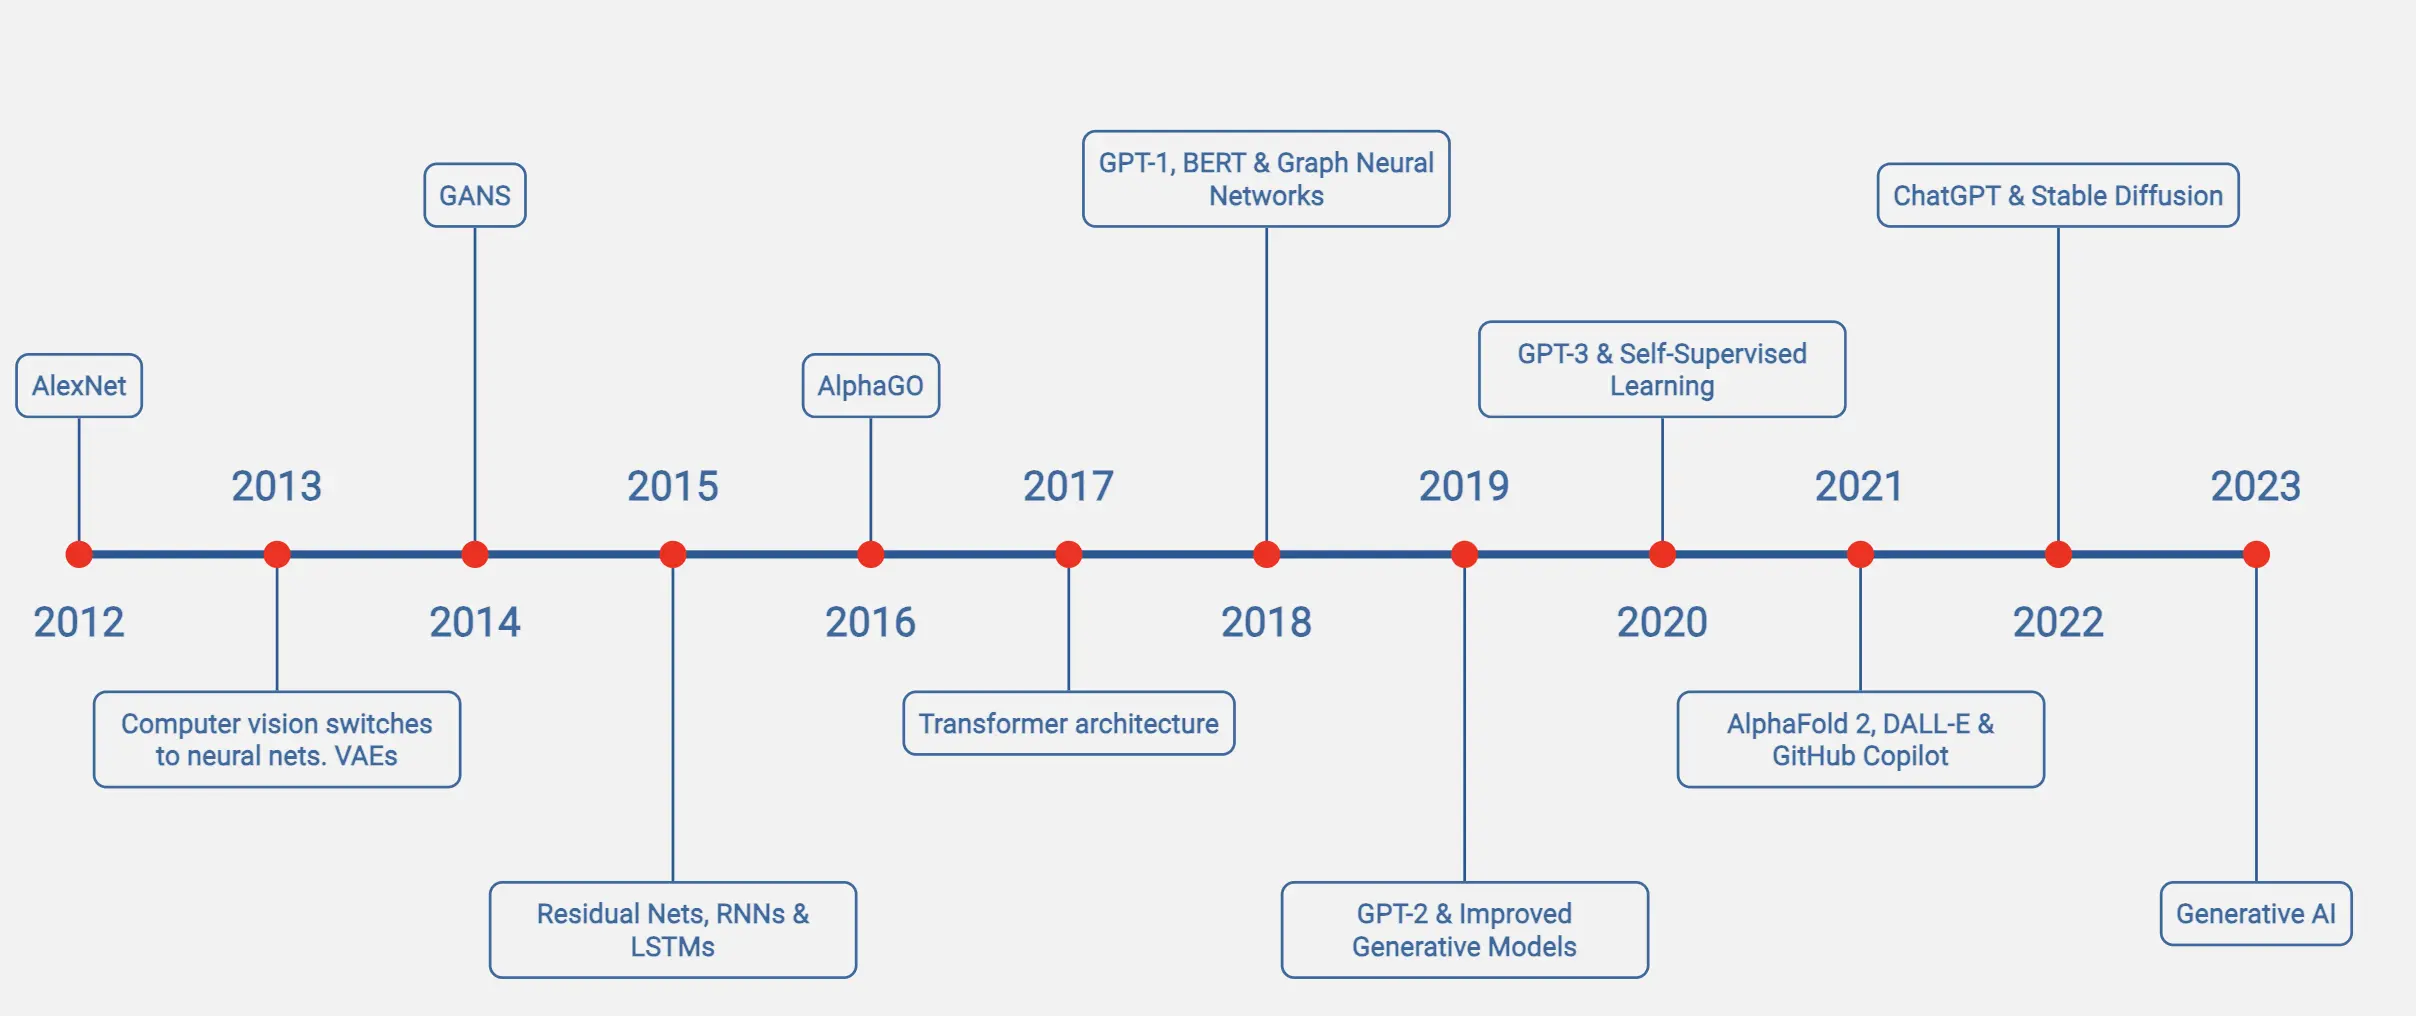 GPT-1, BERT & Graph Neural
Networks
GANS
ChatGPT & Stable Diffusion
AlexNet
AlphaGO
GPT-3 & Self-Supervised
Learning
2013
2015
2017
2019
2021
2023
2012
2014
2016
2018
2020
2022
Computer vision switches
to neural nets. VAEs
Transformer architecture
AlphaFold 2, DALL-E &
GitHub Copilot
Residual Nets, RNNs &
LSTMs
GPT-2 & Improved
Generative Models
Generative AI